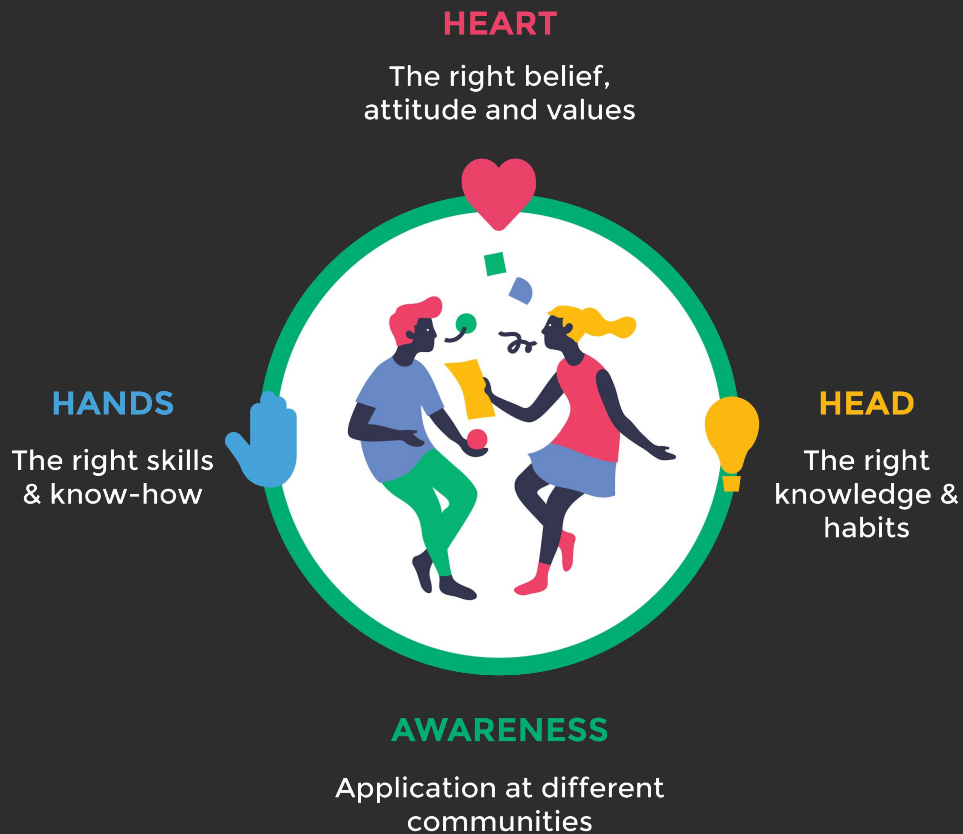 HEART
The right belief,
attitude and values
HANDS
The right skills
& know-how
HEAD
The right
knowledge &
habits
AWARENESS
Application at different
communities